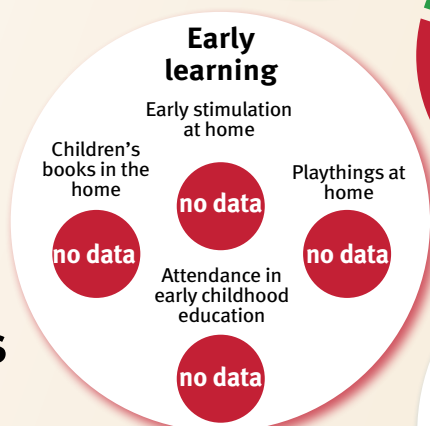 Early
learning
Early stimulation
at home
Children's
books in the
home
Playthings at
home
no data
no data
no data
Attendance in
early childhood
education
no data
s